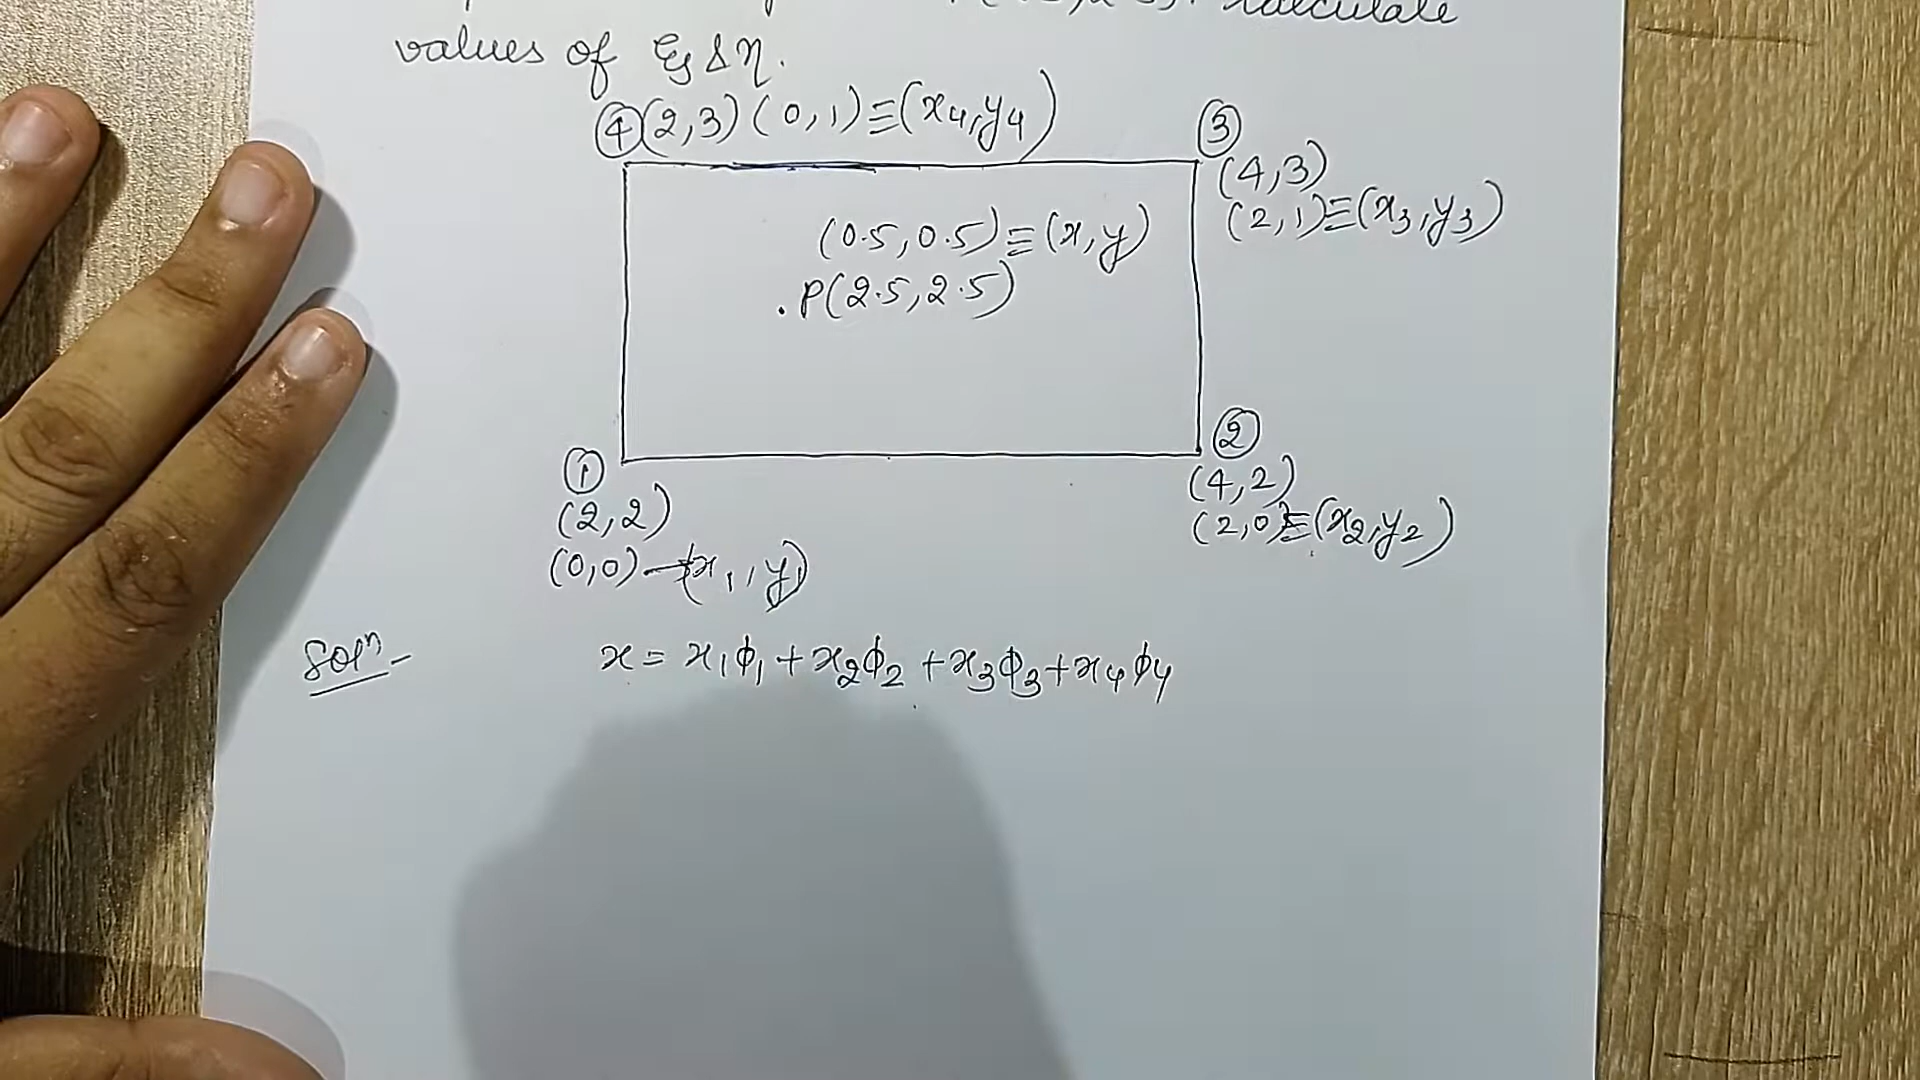 calculate
values of ξ & η.
④ (2,3) (0,1) ≡ (x₄,y₄)
③
(4,3)
(2,1) ≡ (x₃,y₃)
(0.5,0.5) ≡ (x,y)
.P(2.5,2.5)
①
(2,2)
(0,0) → (x₁,y₁)
②
(4,2)
(2,0) ≡ (x₂,y₂)
Solⁿ-
x = x₁ϕ₁ + x₂ϕ₂ + x₃ϕ₃ + x₄ϕ₄